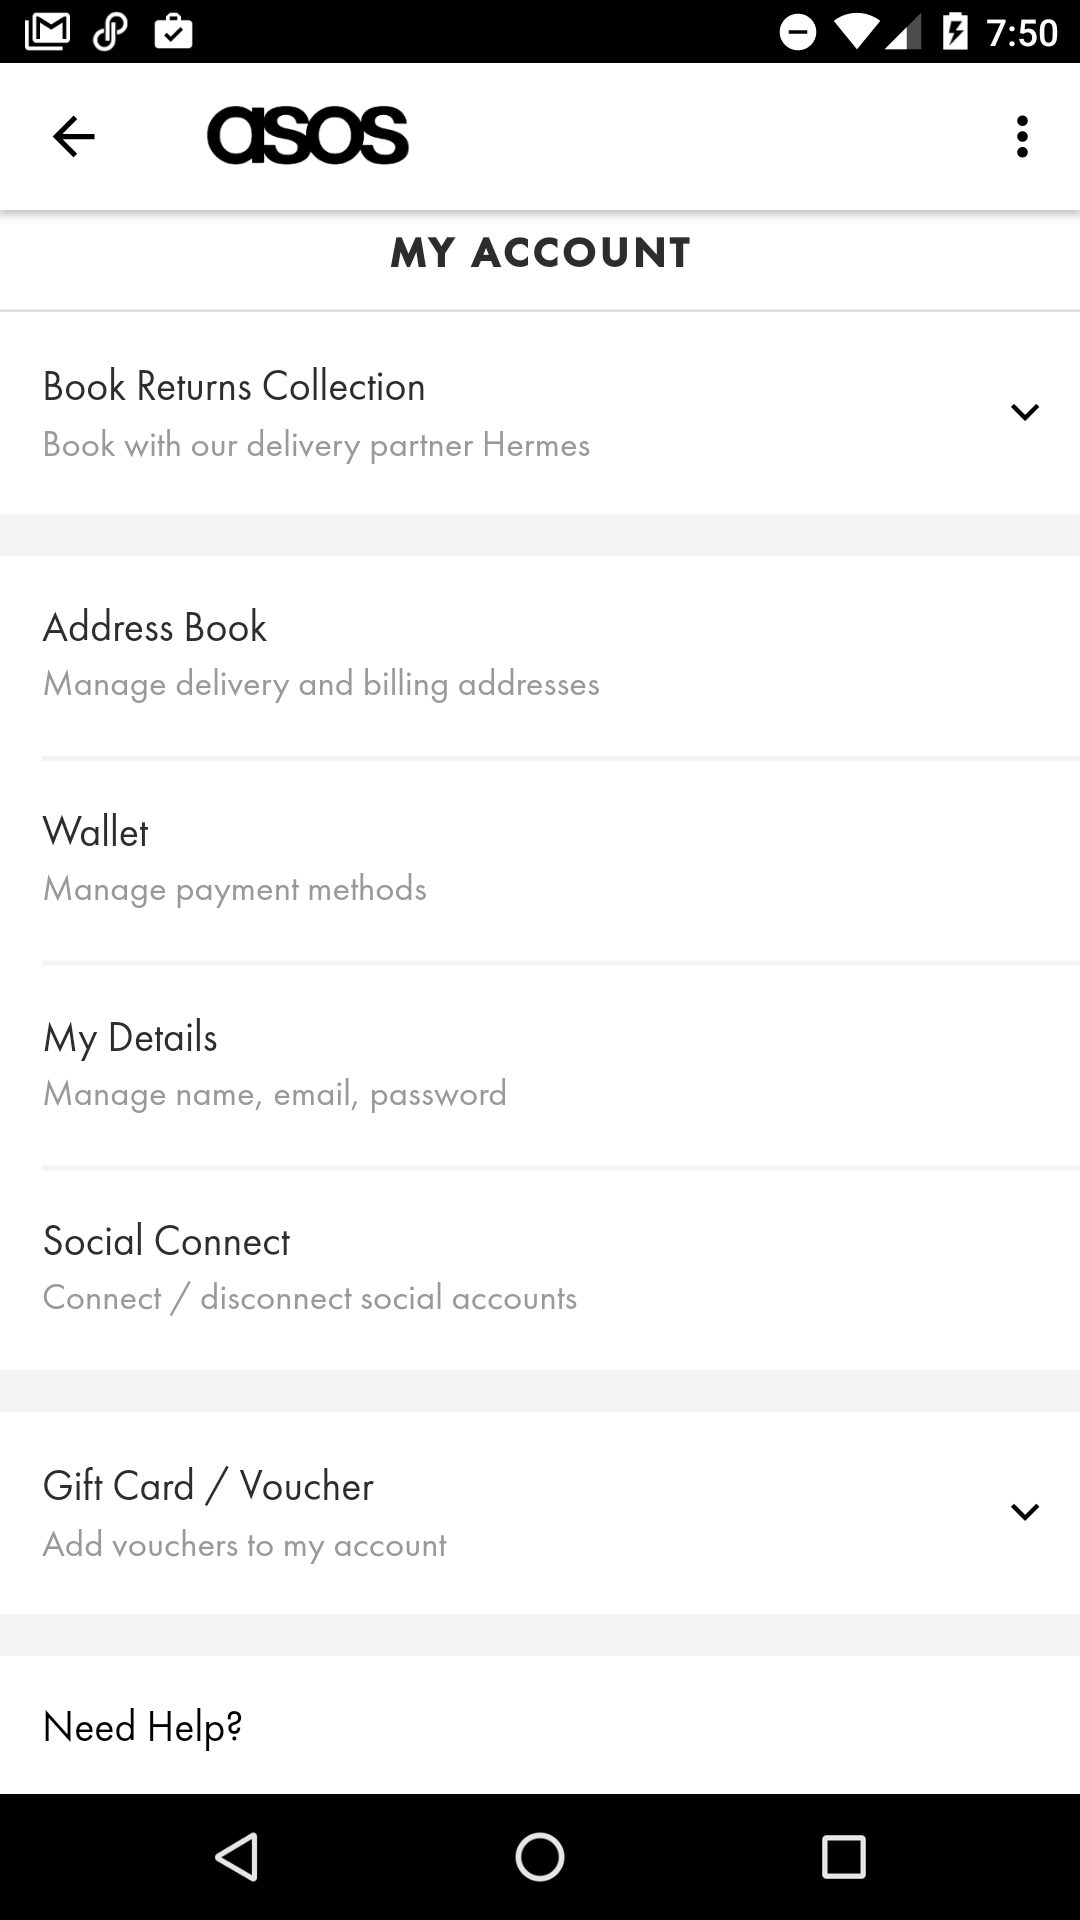 7:50
asos
MY ACCOUNT
Book Returns Collection
Book with our delivery partner Hermes
Address Book
Manage delivery and billing addresses
Wallet
Manage payment methods
My Details
Manage name, email, password
Social Connect
Connect / disconnect social accounts
Gift Card / Voucher
Add vouchers to my account
Need Help?